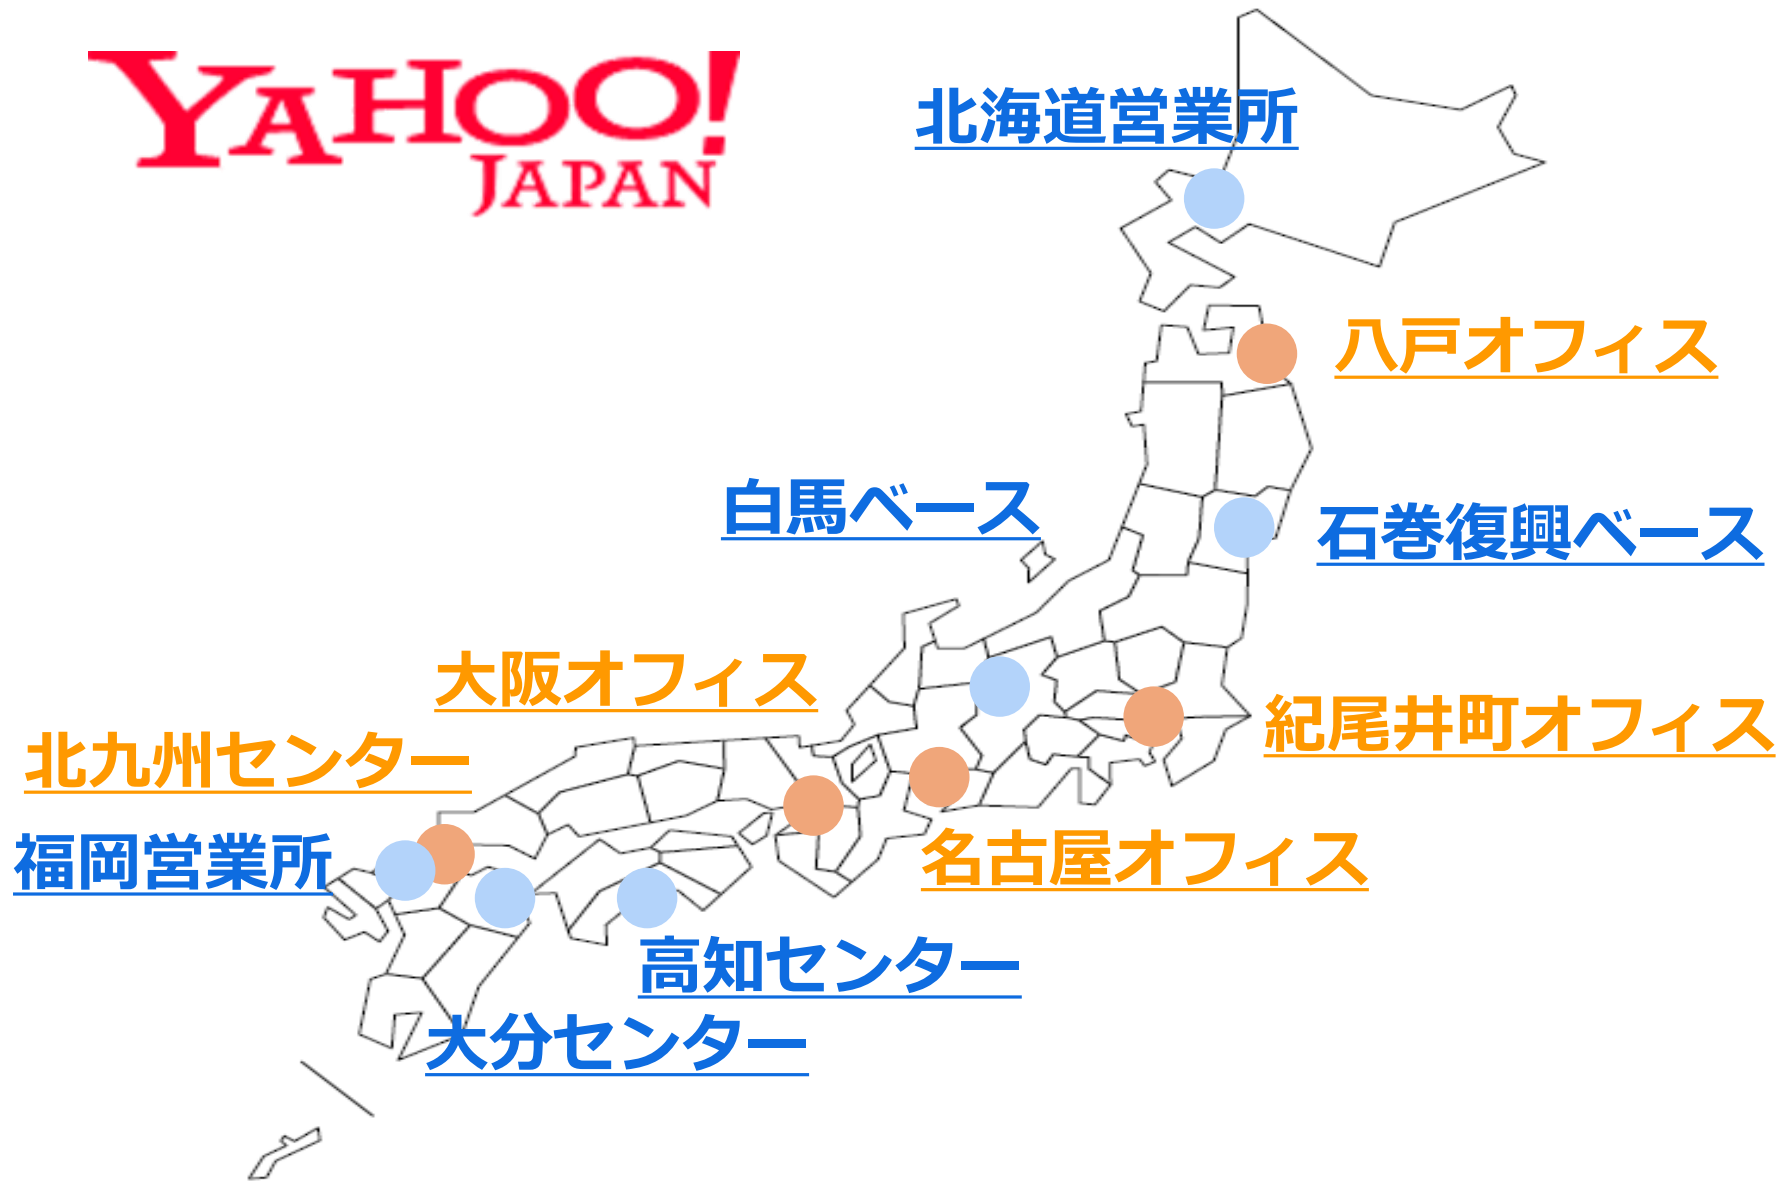 YAHOO!
JAPAN
北海道営業所
八戸オフィス
白馬ベース
石巻復興ベース
大阪オフィス
紀尾井町オフィス
北九州センター
福岡営業所
名古屋オフィス
高知センター
大分センター